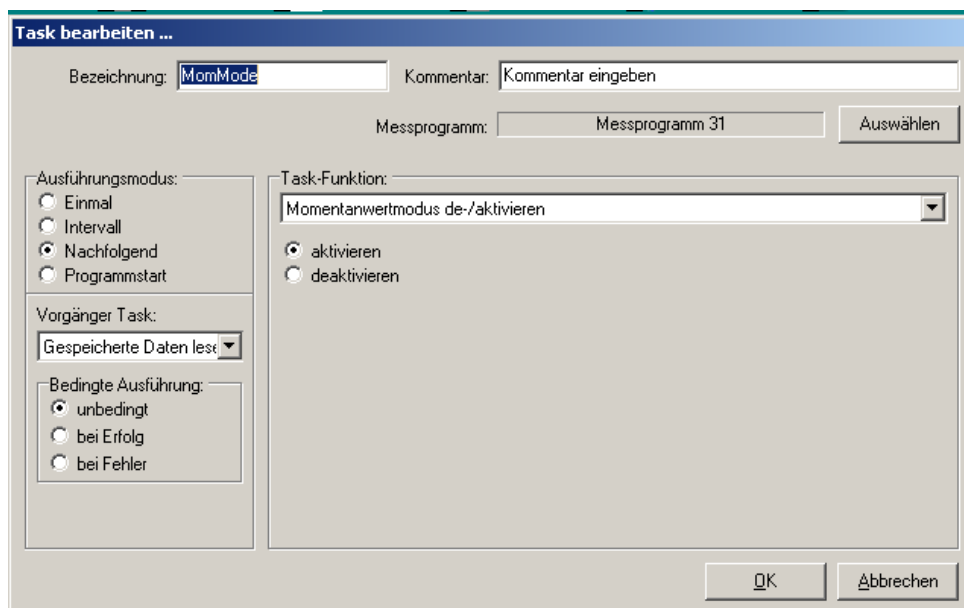 Task bearbeiten ...
Bezeichnung: MomMode Kommentar: Kommentar eingeben
Messprogramm: Messprogramm 31 Auswählen
Ausführungsmodus:
Einmal
Intervall
Nachfolgend
Programmstart
Vorgänger Task:
Gespeicherte Daten lese
Bedingte Ausführung:
unbedingt
bei Erfolg
bei Fehler
Task-Funktion:
Momentanwertmodus de-/aktivieren
aktivieren
deaktivieren
OK Abbrechen